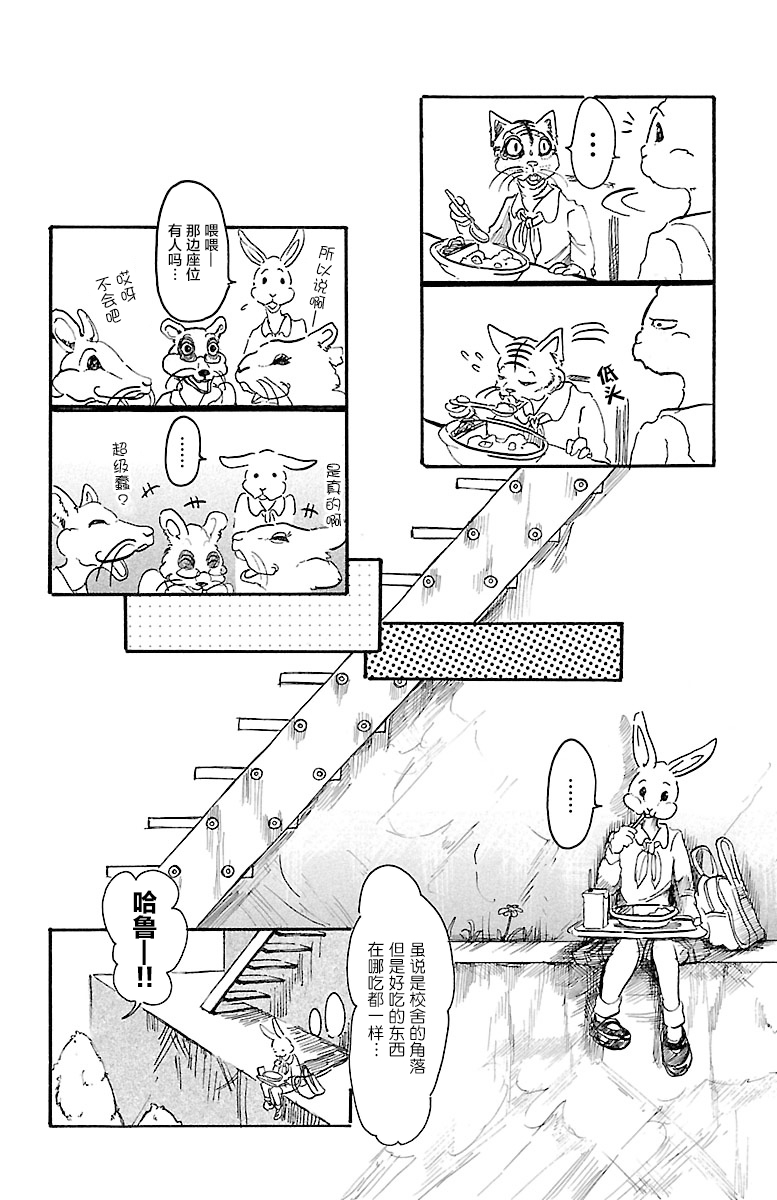 …
低头
所以说啊—
喂喂—
那边座位
有人吗…
哎呀
不会吧
是真的啊
……
超级蠢？
……
虽说是校舍的角落
但是好吃的东西
在哪吃都一样…
哈鲁—!!